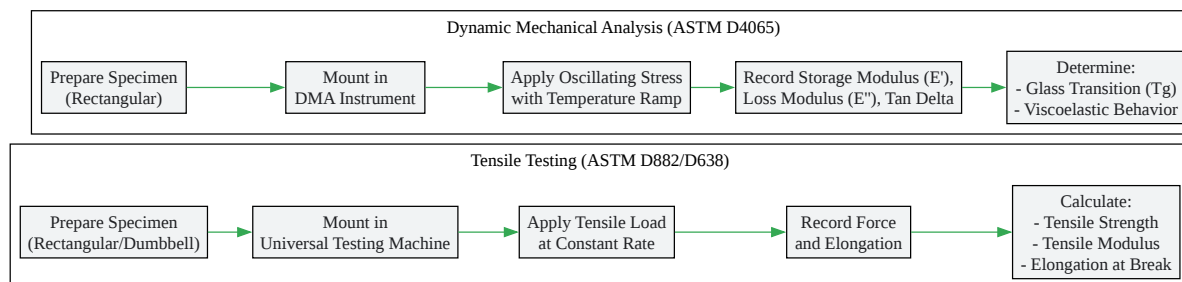 Dynamic Mechanical Analysis (ASTM D4065)
Prepare Specimen
(Rectangular)
Mount in
DMA Instrument
Apply Oscillating Stress
with Temperature Ramp
Record Storage Modulus (E'),
Loss Modulus (E''), Tan Delta
Determine:
- Glass Transition (Tg)
- Viscoelastic Behavior
Tensile Testing (ASTM D882/D638)
Prepare Specimen
(Rectangular/Dumbbell)
Mount in
Universal Testing Machine
Apply Tensile Load
at Constant Rate
Record Force
and Elongation
Calculate:
- Tensile Strength
- Tensile Modulus
- Elongation at Break